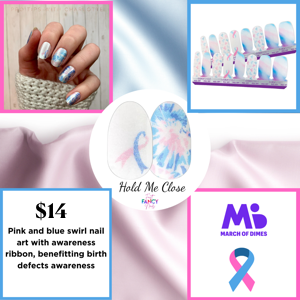 Hold Me Close
FANCY
$14
Pink and blue swirl nail
art with awareness
ribbon, benefitting birth
defects awareness
MARCH OF DIMES